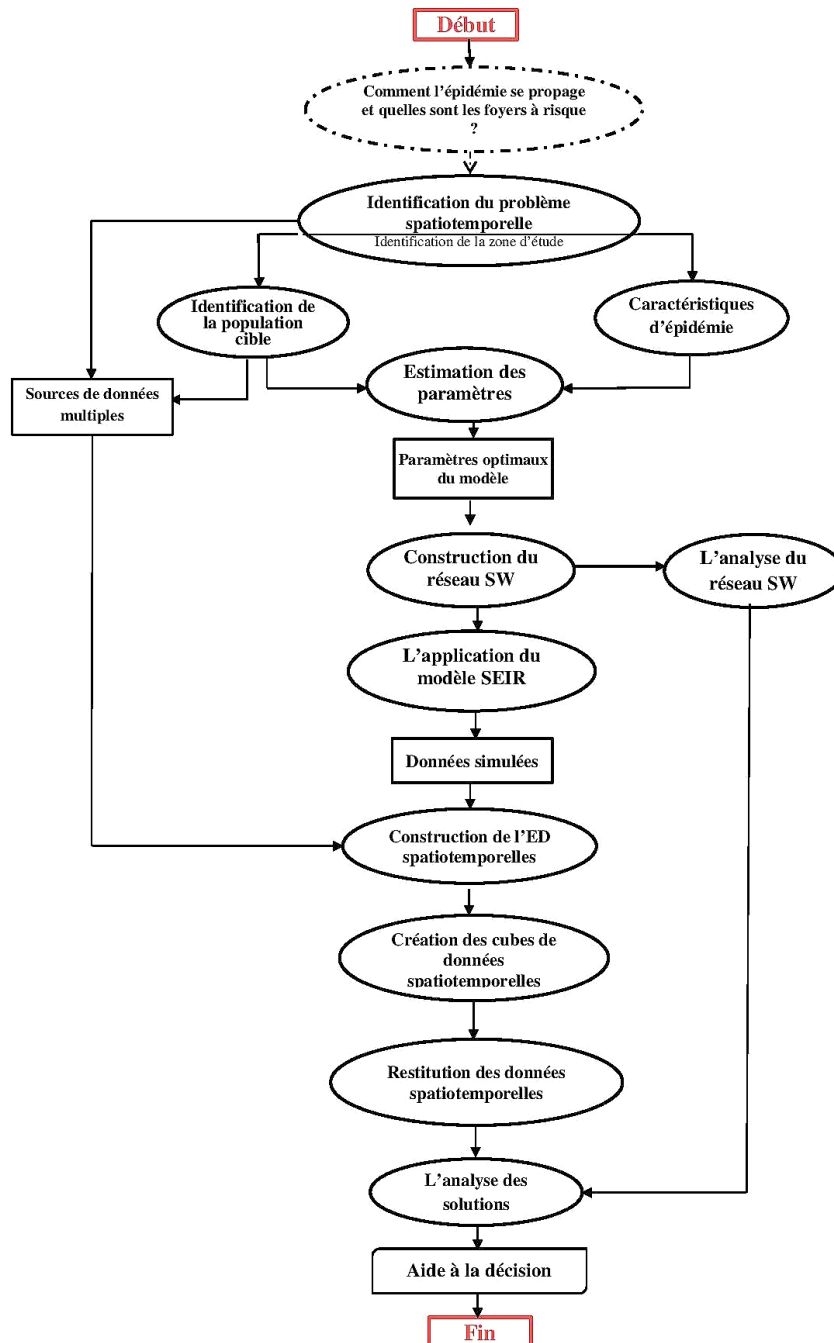 Début
Comment l'épidémie se propage
et quelles sont les foyers à risque
?
Identification du problème
spatiotemporelle
Identification de la zone d'étude
Identification de
la population
cible
Caractéristiques
d'épidémie
Estimation des
paramètres
Sources de données
multiples
Paramètres optimaux
du modèle
Construction du
réseau SW
L'analyse du
réseau SW
L'application du
modèle SEIR
Données simulées
Construction de l'ED
spatiotemporelles
Création des cubes de
données
spatiotemporelles
Restitution des données
spatiotemporelles
L'analyse des
solutions
Aide à la décision
Fin